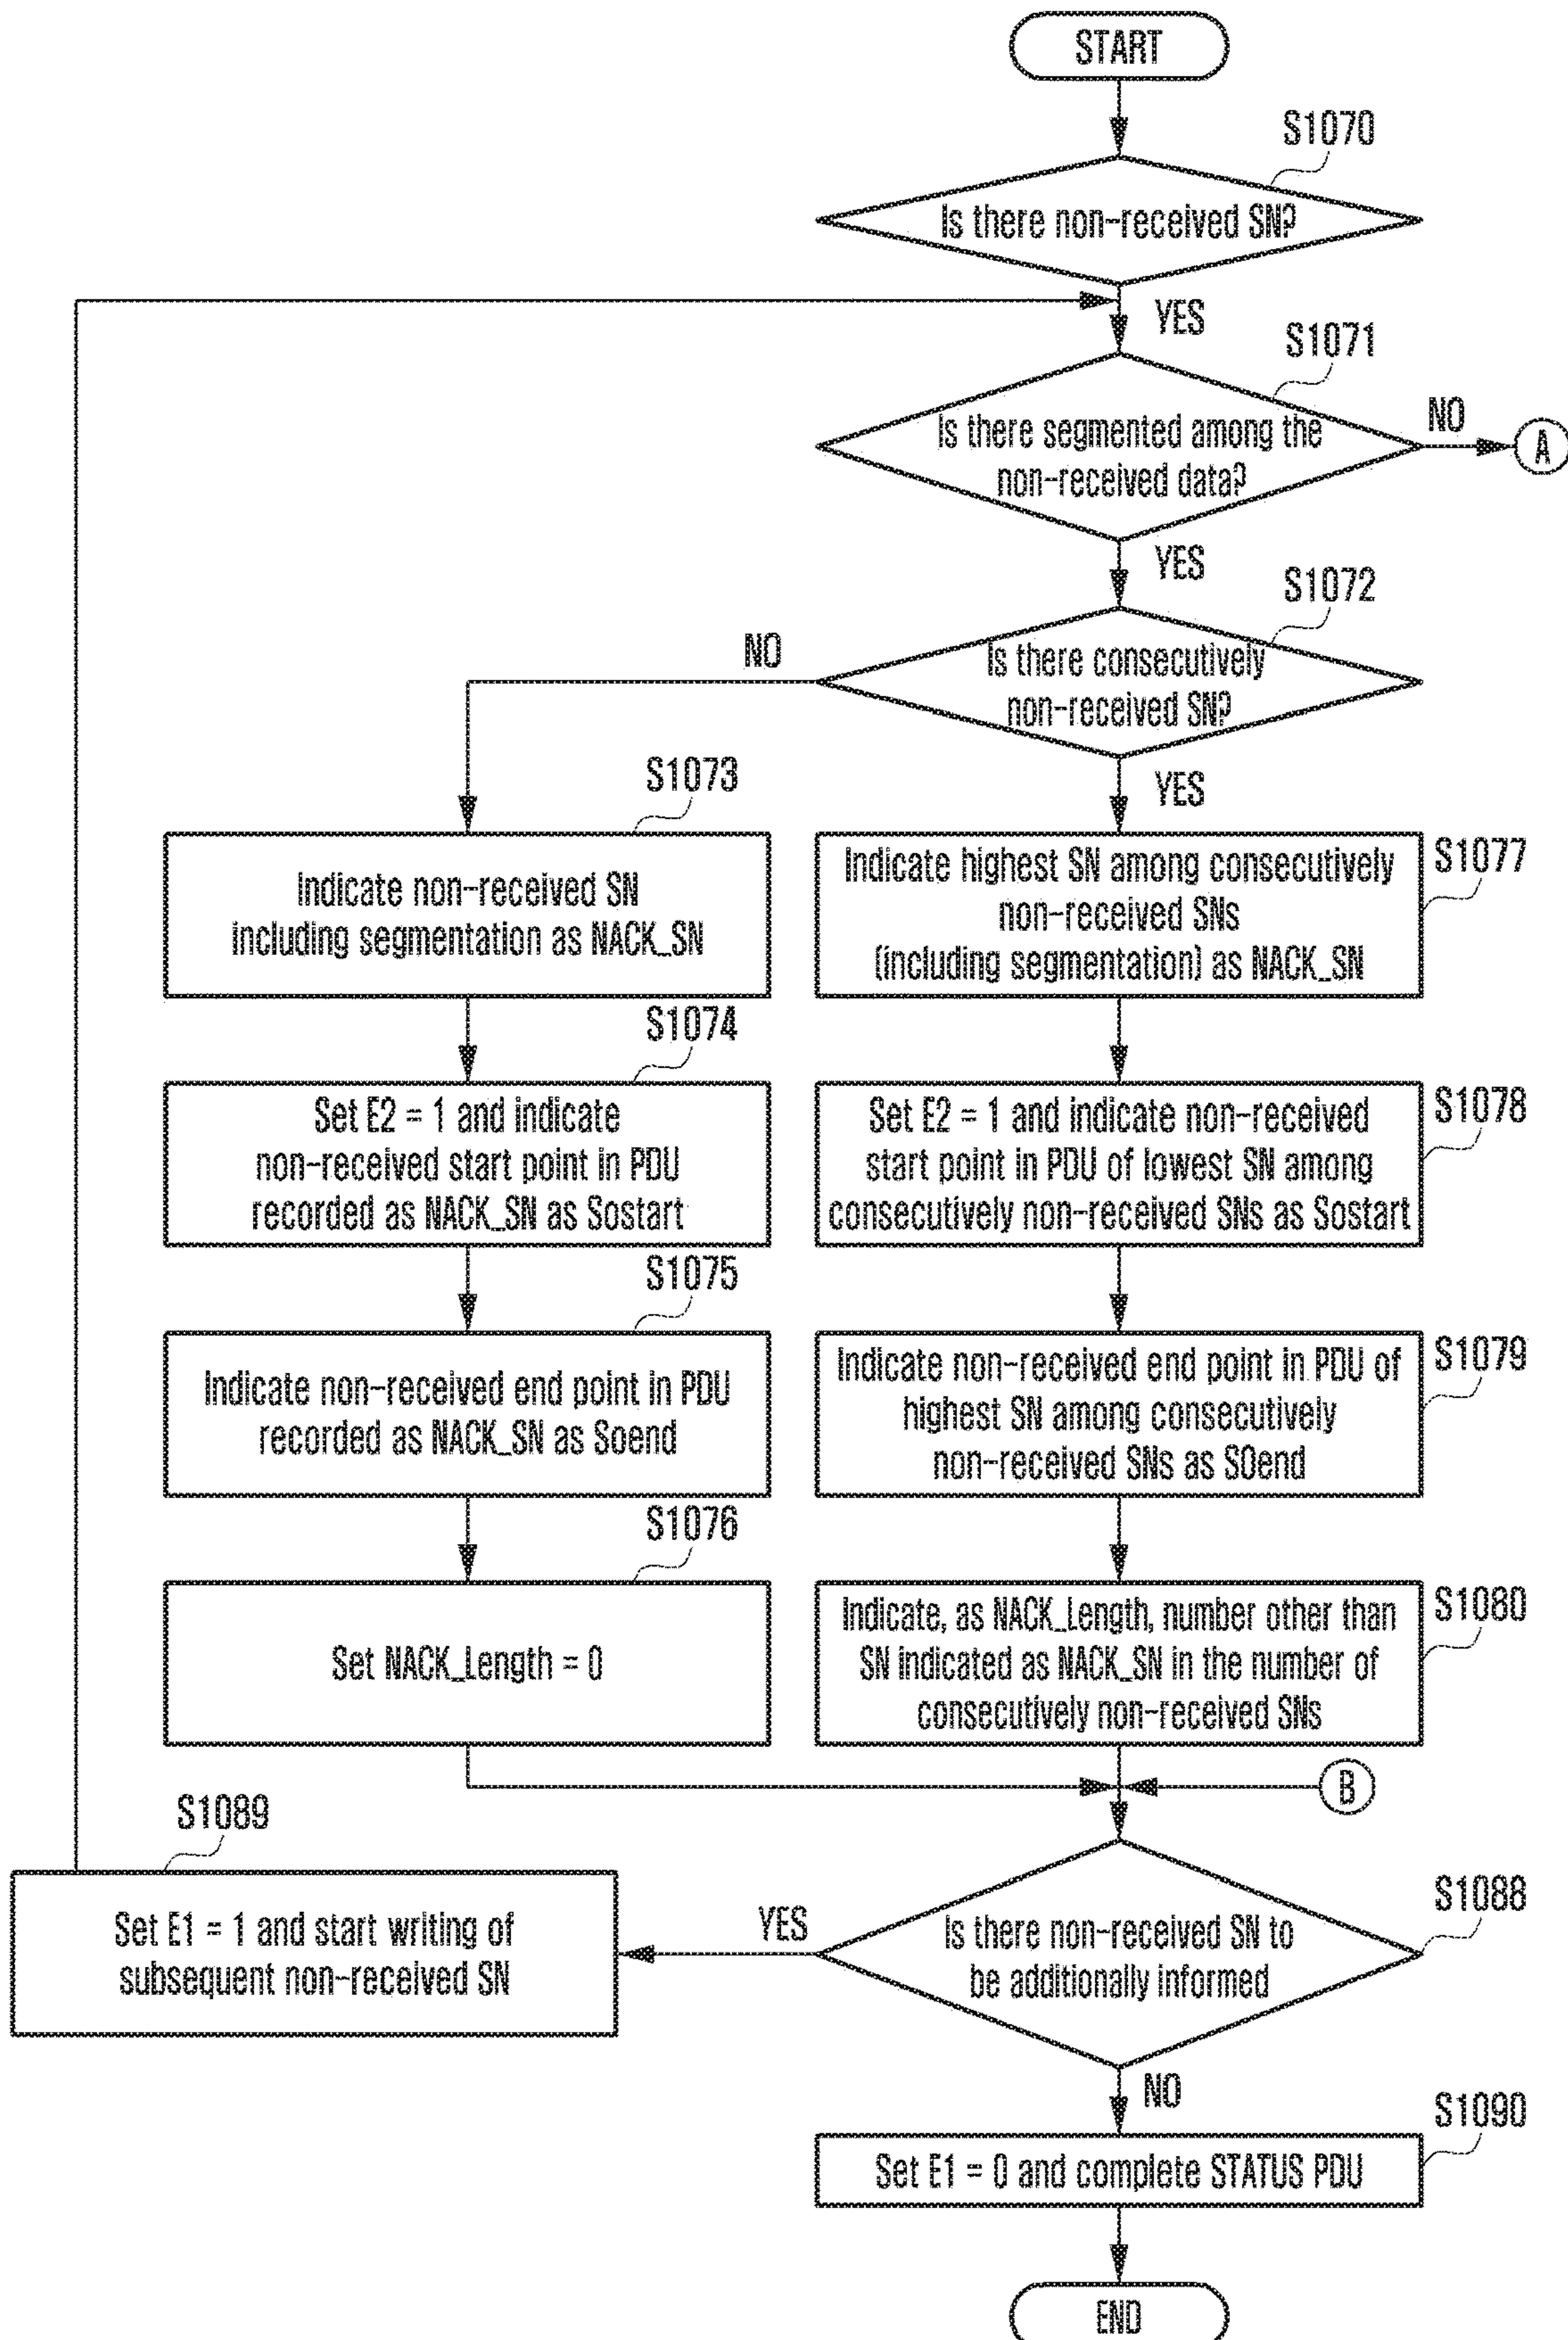 START
S1070
Is there non-received SN?
YES
S1071
Is there segmented among the
non-received data?
NO
A
YES
S1072
Is there consecutively
non-received SN?
NO
YES
S1073
Indicate non-received SN
including segmentation as NACK_SN
S1077
Indicate highest SN among consecutively
non-received SNs
(including segmentation) as NACK_SN
S1074
Set E2 = 1 and indicate
non-received start point in PDU
recorded as NACK_SN as Sostart
S1078
Set E2 = 1 and indicate non-received
start point in PDU of lowest SN among
consecutively non-received SNs as Sostart
S1075
Indicate non-received end point in PDU
recorded as NACK_SN as Soend
S1079
Indicate non-received end point in PDU of
highest SN among consecutively
non-received SNs as SOend
S1076
Set NACK_Length = 0
S1080
Indicate, as NACK_Length, number other than
SN indicated as NACK_SN in the number of
consecutively non-received SNs
B
S1089
Set E1 = 1 and start writing of
subsequent non-received SN
YES
S1088
Is there non-received SN to
be additionally informed
NO
S1090
Set E1 = 0 and complete STATUS PDU
END